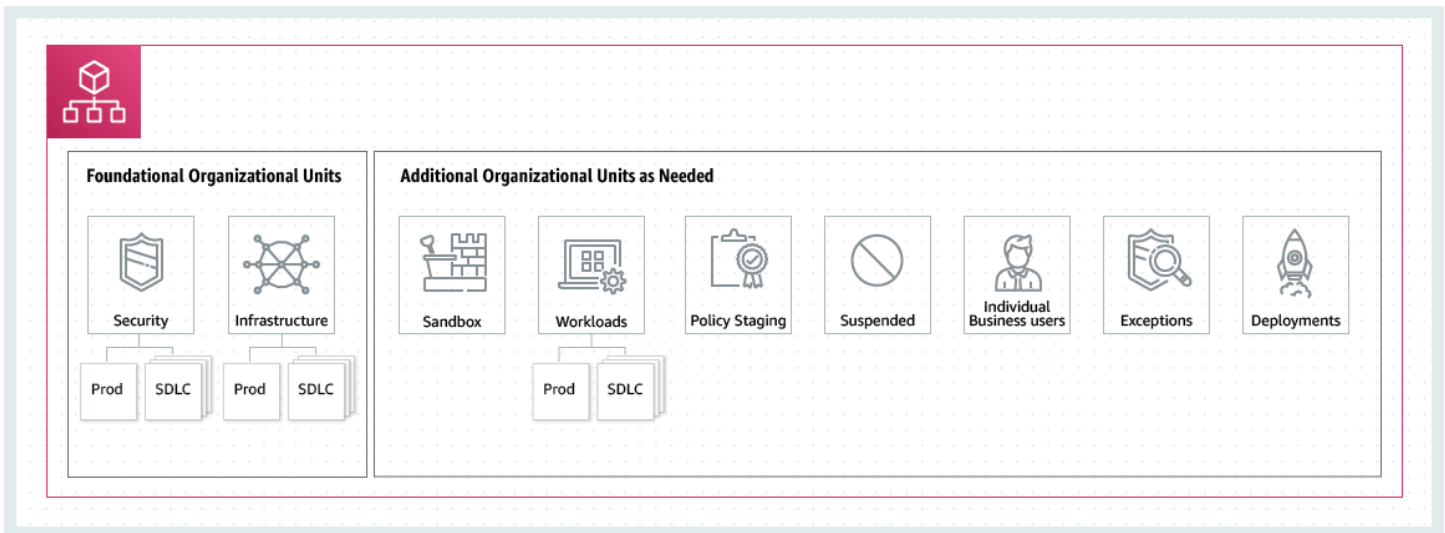 Foundational Organizational Units
Additional Organizational Units as Needed
Security
Infrastructure
Sandbox
Workloads
Policy Staging
Suspended
Individual
Business users
Exceptions
Deployments
Prod
SDLC
Prod
SDLC
Prod
SDLC